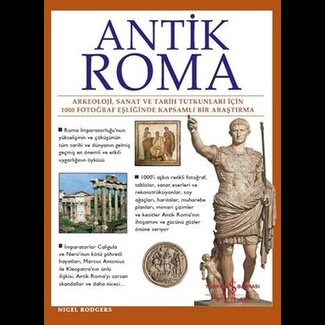 ANTİK
ROMA
ARKEOLOJİ, SANAT VE TARİH TUTKUNLARI İÇİN
1000 FOTOĞRAF EŞLİĞİNDE KAPSAMLI BİR ARAŞTIRMA
Roma İmparatorluğu'nun
yükselişinin ve çöküşünün
tüm tarihi ve dünyanın gelmiş
geçmiş en önemli ve etkili
uygarlığının öyküsü
1000'i aşkın renkli fotoğraf,
tablolar, sanat eserleri ve
rekonstrüksiyonlar, soy
ağaçları, haritalar, muharebe
planları, mimari çizimler
ve kesitler Antik Roma'nın
ihtişamını ve gücünü gözler
önüne seriyor
İmparatorlar Caligula
ve Nero'nun kötü şöhretli
hayatları, Marcus Antonius
ile Kleopatra'nın ünlü
ilişkisi, Antik Roma'yı sarsan
skandallar ve daha nicesi...
NIGEL RODGERS